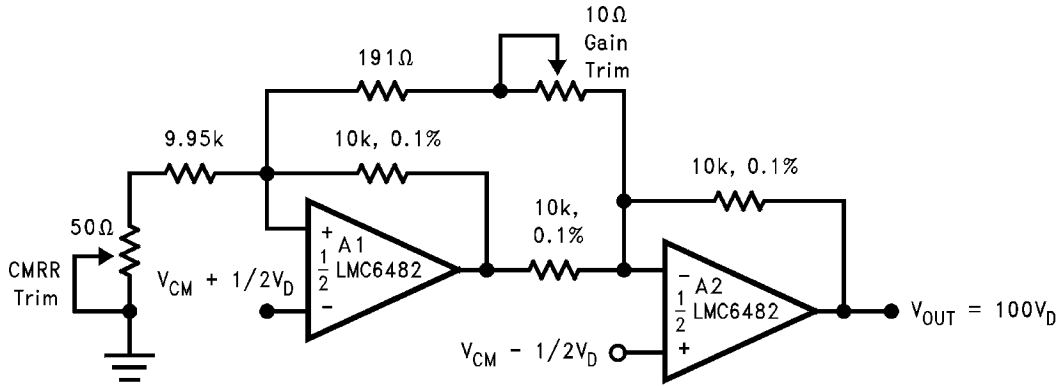 10Ω
Gain
Trim
191Ω
9.95k
10k, 0.1%
10k, 0.1%
50Ω
10k,
0.1%
CMRR
Trim
+
A1
1/2
LMC6482
−
V_CM + 1/2V_D
−
A2
1/2
LMC6482
+
V_CM − 1/2V_D
V_OUT = 100V_D